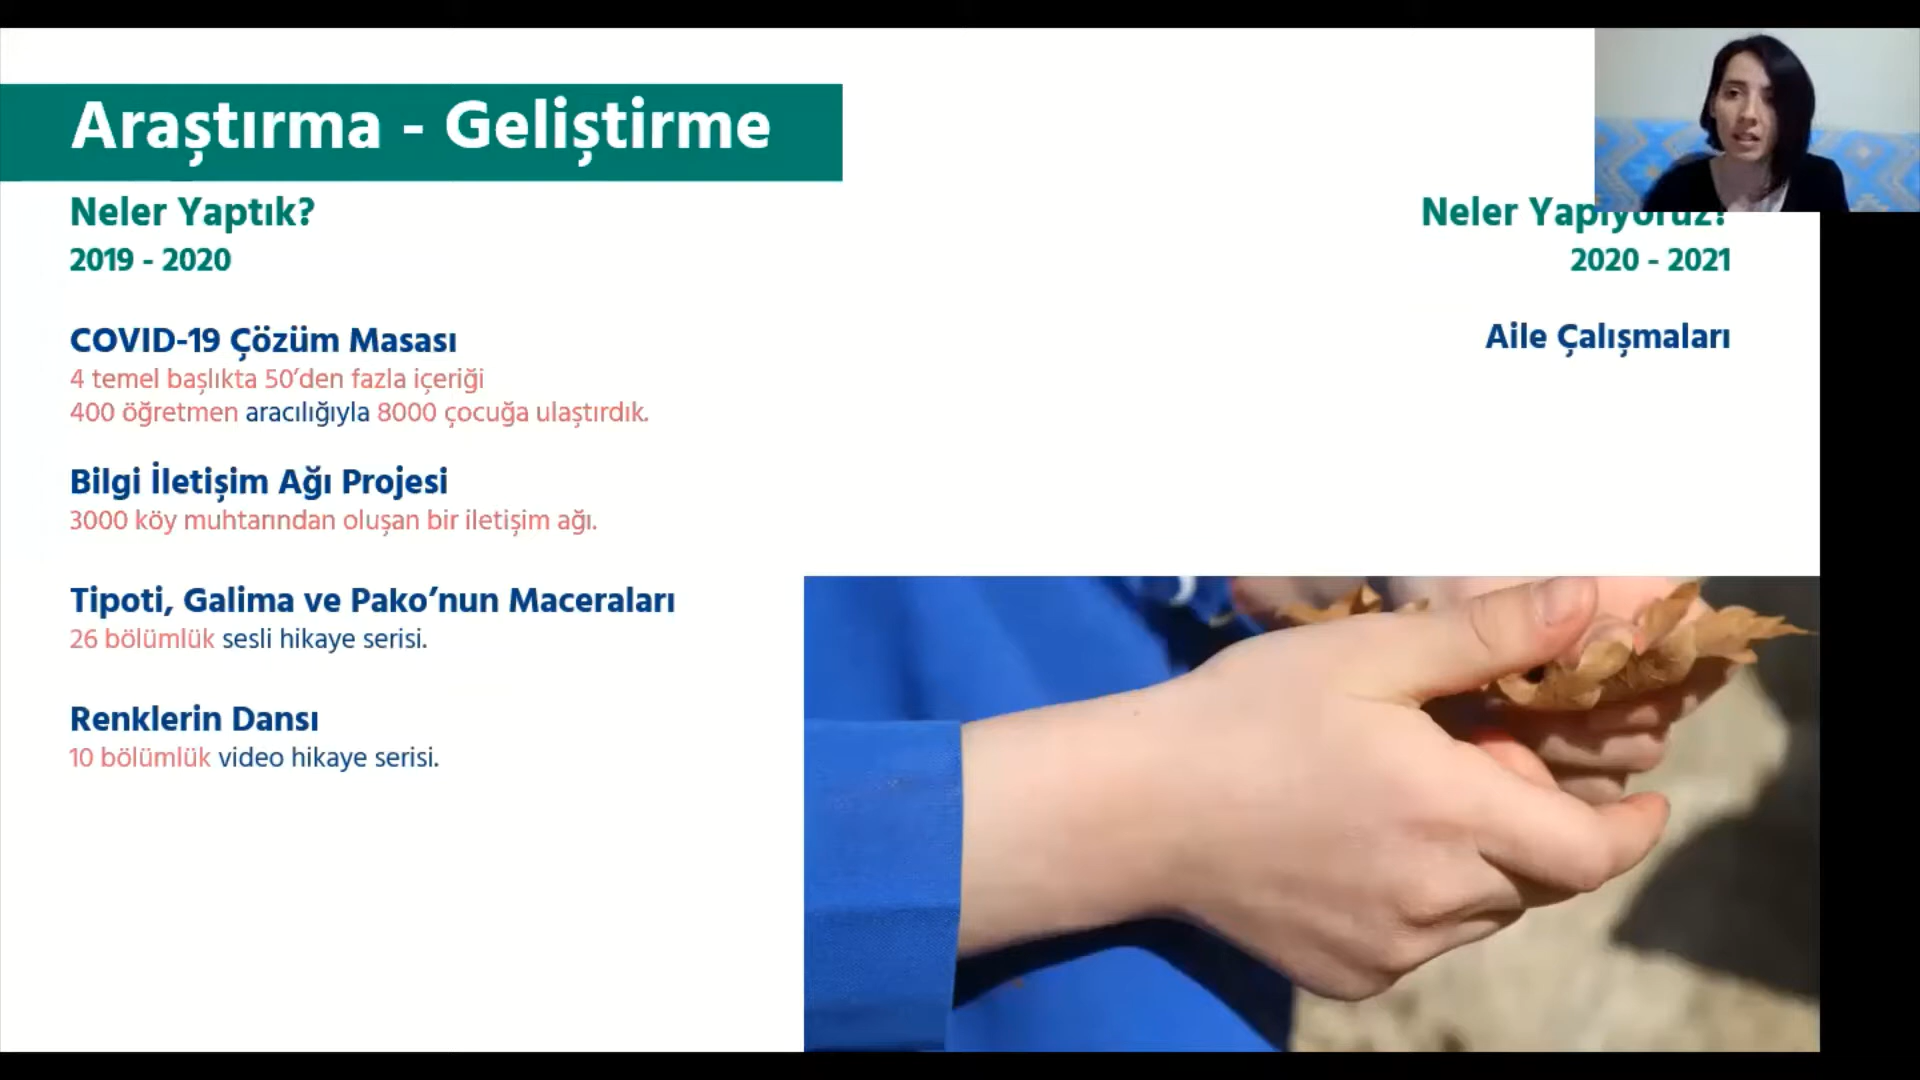 Araştırma - Geliştirme
Neler Yaptık?
2019 - 2020
COVID-19 Çözüm Masası
4 temel başlıkta 50’den fazla içeriği
400 öğretmen aracılığıyla 8000 çocuğa ulaştırdık.
Bilgi İletişim Ağı Projesi
3000 köy muhtarından oluşan bir iletişim ağı.
Tipoti, Galima ve Pako’nun Maceraları
26 bölümlük sesli hikaye serisi.
Renklerin Dansı
10 bölümlük video hikaye serisi.
Neler Yapıyoruz?
2020 - 2021
Aile Çalışmaları